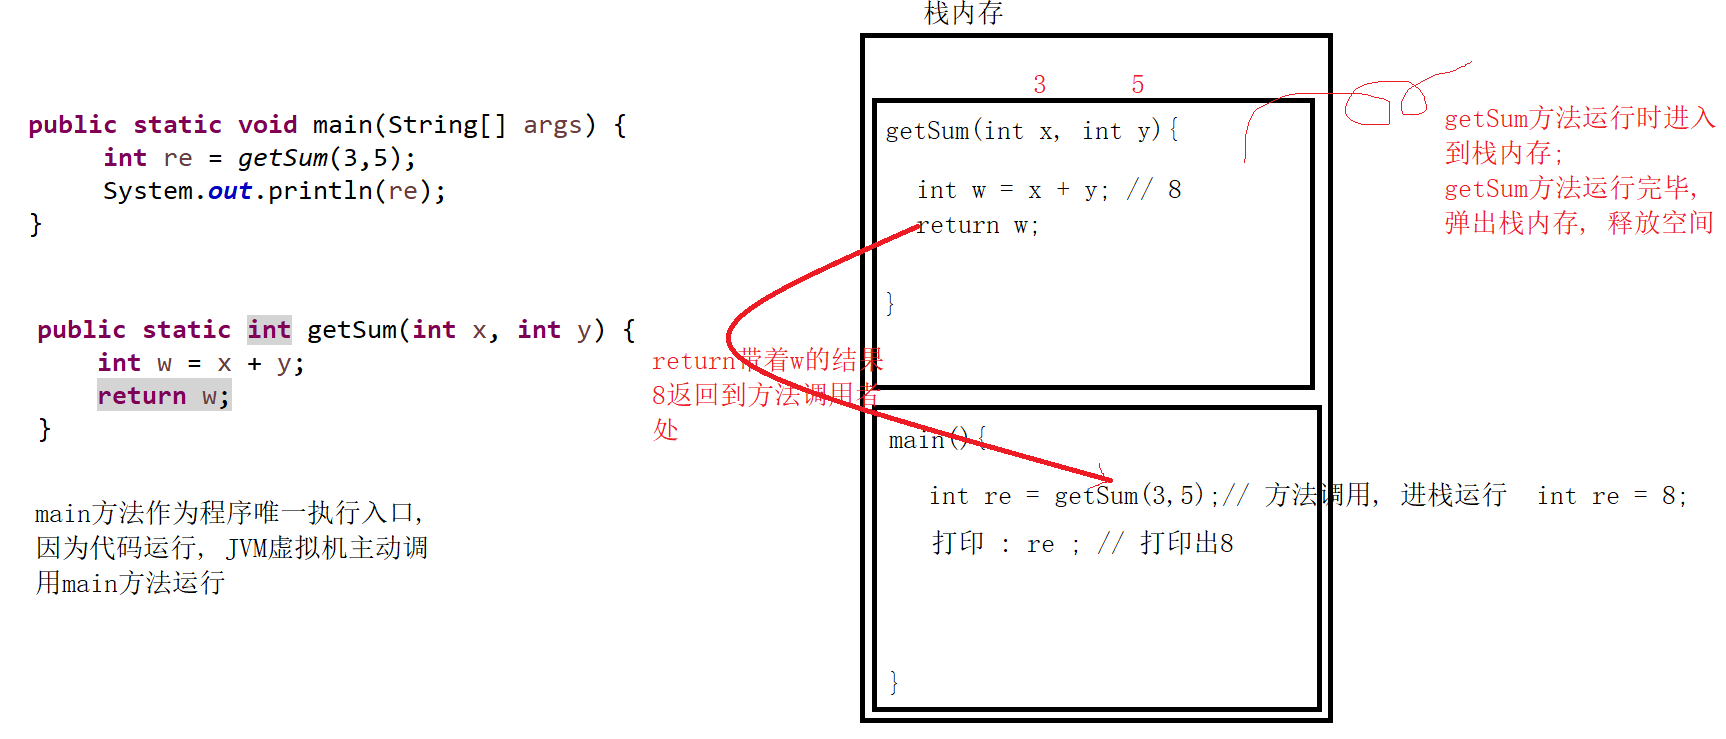 栈内存
public static void main(String[] args) {
int re = getSum(3,5);
System.out.println(re);
}
public static int getSum(int x, int y) {
int w = x + y;
return w;
}
main方法作为程序唯一执行入口,
因为代码运行, JVM虚拟机主动调
用main方法运行
return带着w的结果
8返回到方法调用者
处
3 5
getSum(int x, int y){
int w = x + y; // 8
return w;
}
main(){
int re = getSum(3,5);// 方法调用, 进栈运行 int re = 8;
打印 : re ; // 打印出8
}
getSum方法运行时进入
到栈内存;
getSum方法运行完毕,
弹出栈内存, 释放空间